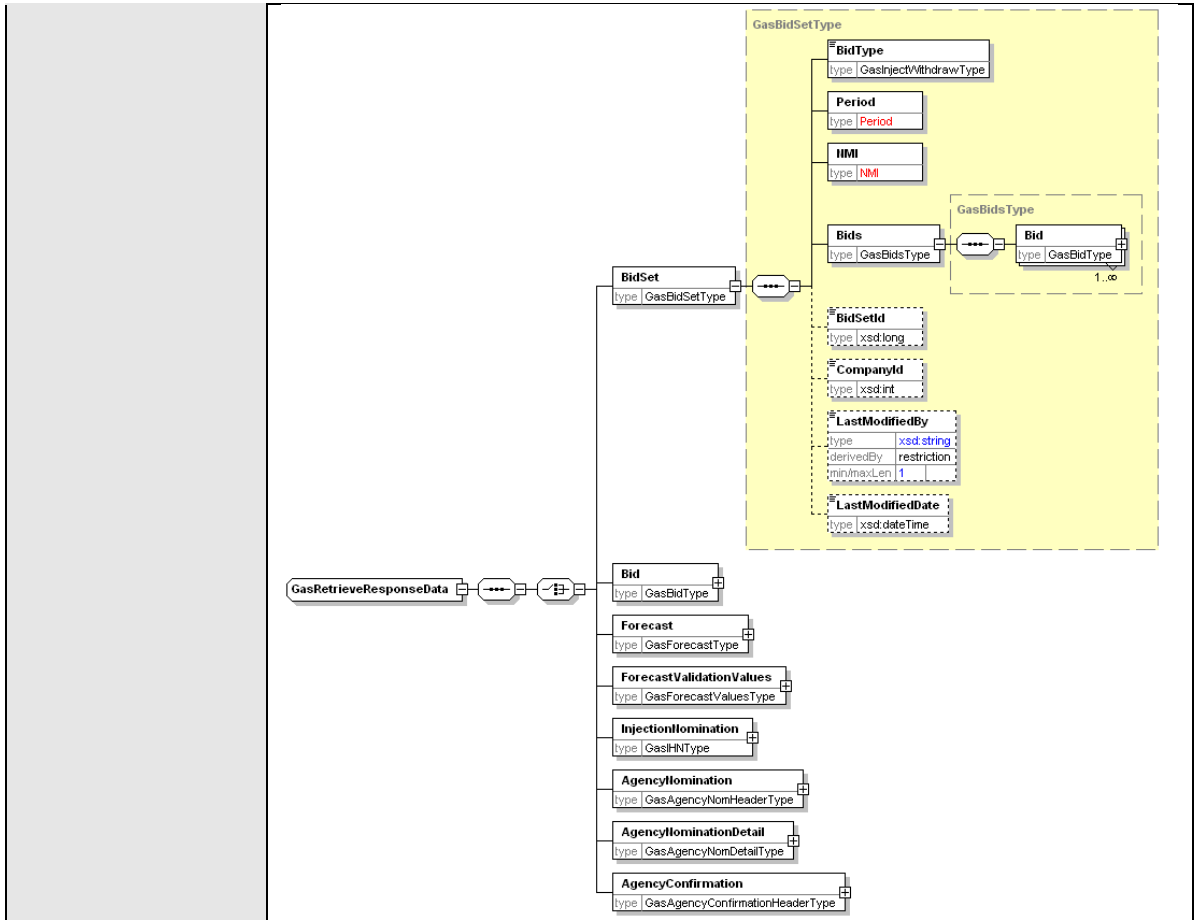 GasBidSetType
BidType
type GasInjectWithdrawType
Period
type Period
NMI
type NMI
GasBidsType
Bids
type GasBidsType
Bid
type GasBidType
1..∞
BidSet
type GasBidSetType
BidSetId
type xsd:long
CompanyId
type xsd:int
LastModifiedBy
type xsd:string
derivedBy restriction
min/maxLen 1
LastModifiedDate
type xsd:dateTime
GasRetrieveResponseData
Bid
type GasBidType
Forecast
type GasForecastType
ForecastValidationValues
type GasForecastValuesType
InjectionNomination
type GasIHNType
AgencyNomination
type GasAgencyNomHeaderType
AgencyNominationDetail
type GasAgencyNomDetailType
AgencyConfirmation
type GasAgencyConfirmationHeaderType